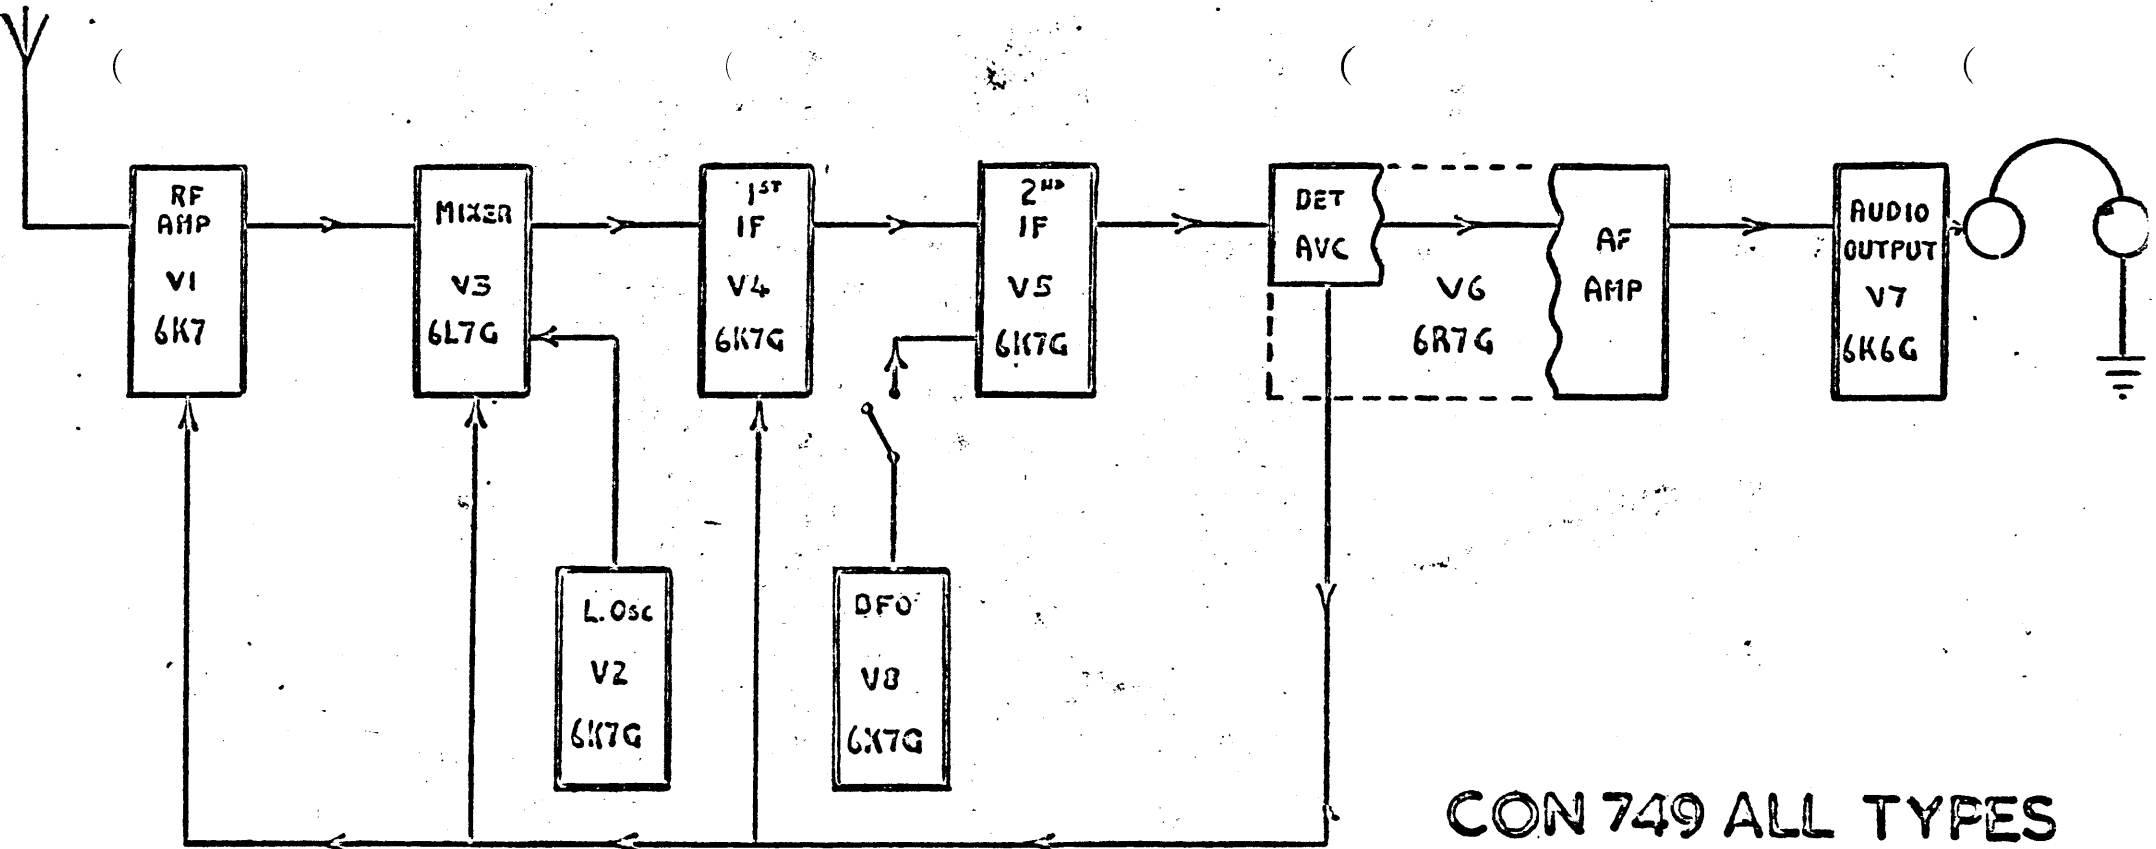 RF
AMP
V1
6K7
MIXER
V3
6L7G
1ST
IF
V4
6K7G
2ND
IF
V5
6K7G
DET
AVC
V6
6R7G
AF
AMP
AUDIO
OUTPUT
V7
6K6G
L.Osc
V2
6K7G
BFO
V8
6K7G
CON 749 ALL TYPES